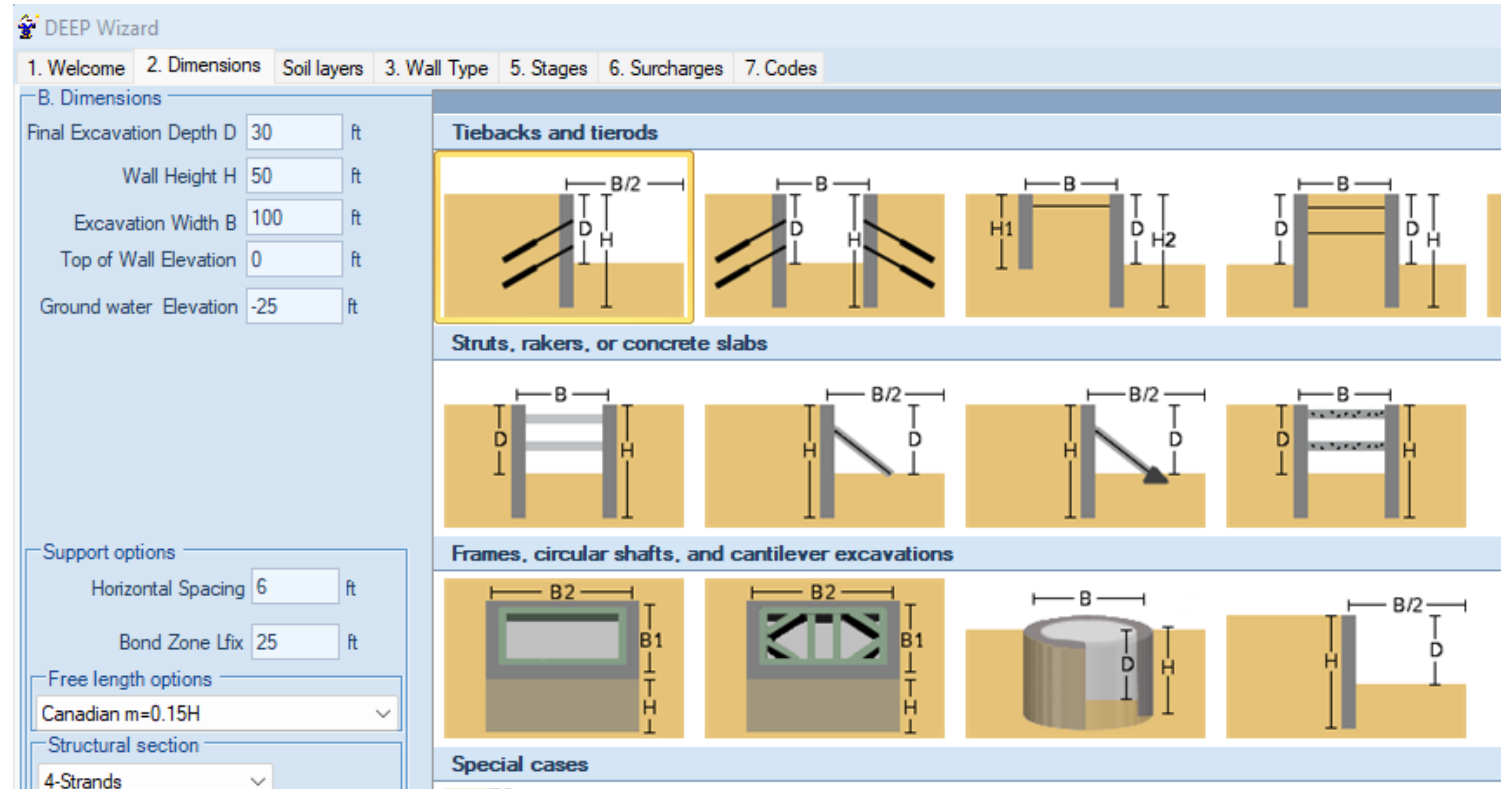 DEEP Wizard
1. Welcome 2. Dimensions Soil layers 3. Wall Type 5. Stages 6. Surcharges 7. Codes
B. Dimensions
Final Excavation Depth D 30 ft
Wall Height H 50 ft
Excavation Width B 100 ft
Top of Wall Elevation 0 ft
Ground water Elevation -25 ft
Support options
Horizontal Spacing 6 ft
Bond Zone Lfix 25 ft
Free length options
Canadian m=0.15H
Structural section
4-Strands
Tiebacks and tierods
B/2 D H
B D H
B H1 D H2
B D D H
Struts, rakers, or concrete slabs
B D H
B/2 H D
B/2 H D
B D H
Frames, circular shafts, and cantilever excavations
B2 B1 H
B2 B1 H
B D H
B/2 H D
Special cases